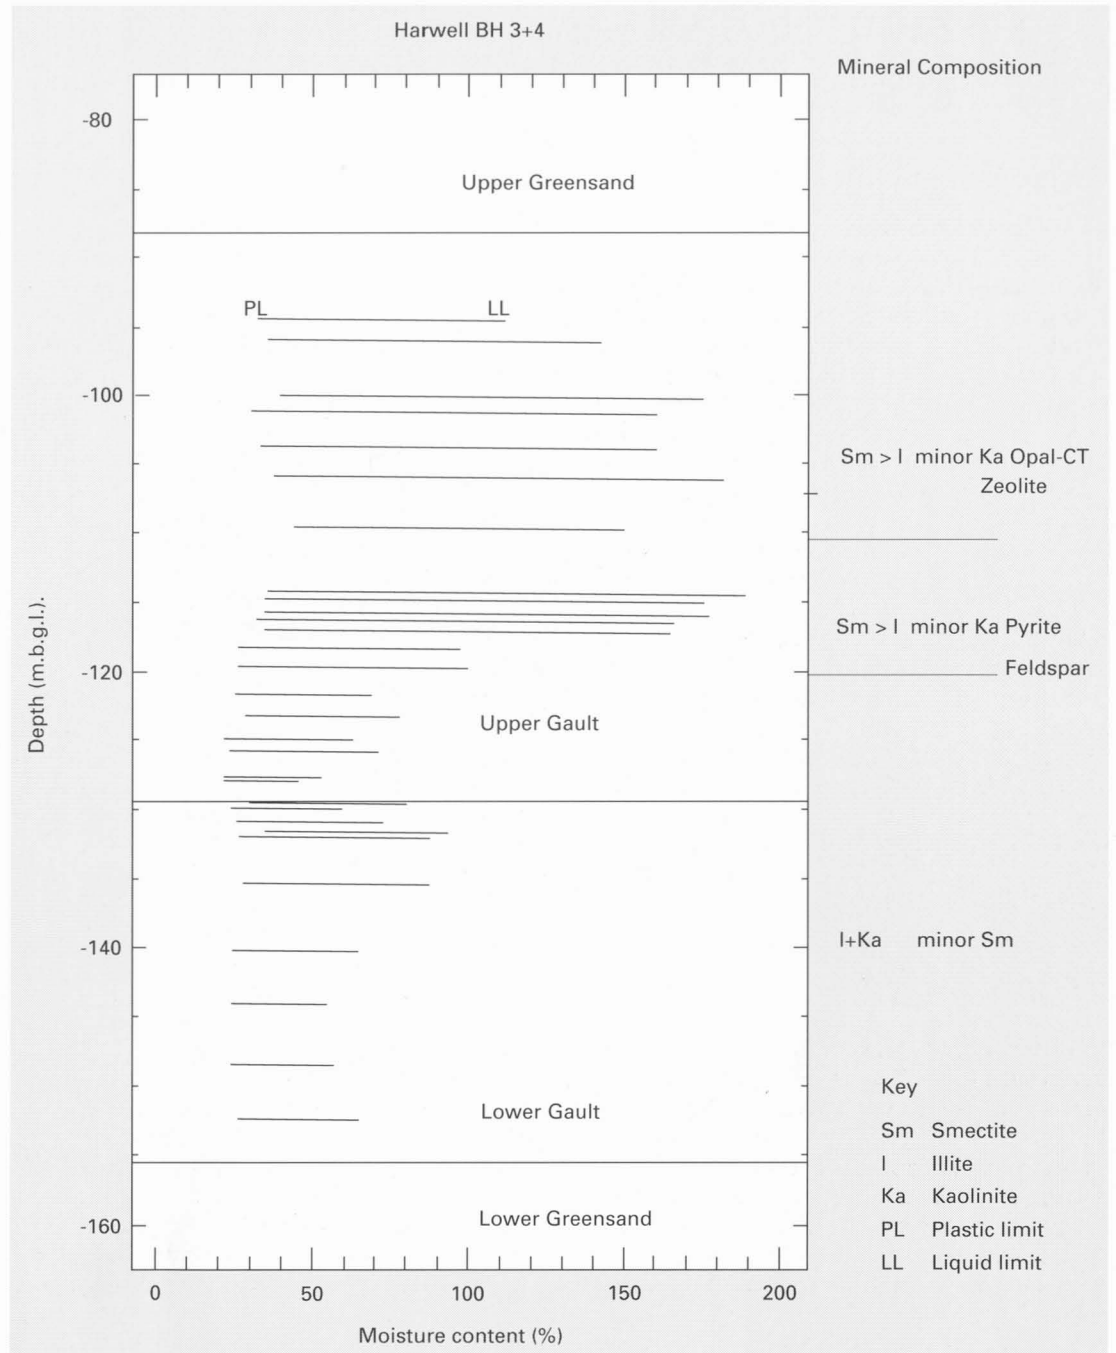 Harwell BH 3+4
Mineral Composition
-80
Upper Greensand
PL LL
-100
Sm > I minor Ka Opal-CT
Zeolite
Depth (m.b.g.l.).
Sm > I minor Ka Pyrite
-120
Feldspar
Upper Gault
-140
I+Ka minor Sm
Key
Lower Gault
Sm Smectite
I Illite
Ka Kaolinite
-160
Lower Greensand
PL Plastic limit
LL Liquid limit
0 50 100 150 200
Moisture content (%)